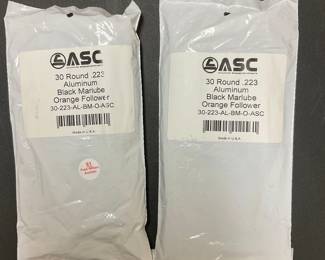 ASC
30 Round .223
Aluminum
Black Marlube
Orange Follower
30-223-AL-BM-O-ASC
Made in U.S.A.
ASC
30 Round .223
Aluminum
Black Marlube
Orange Follower
30-223-AL-BM-O-ASC
Made in U.S.A.